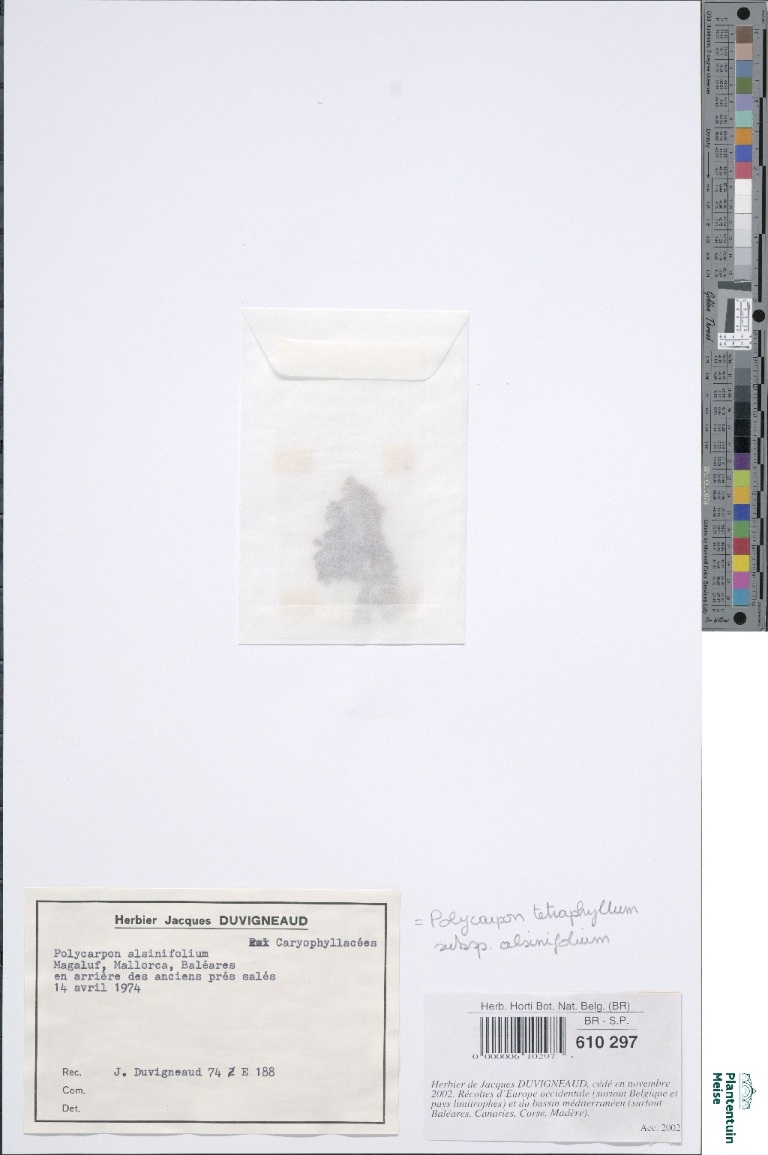 Herbier Jacques DUVIGNEAUD
Caryophyllacées
Polycarpon alsinifolium
Magaluf, Mallorca, Baléares
en arrière des anciens prés salés
14 avril 1974
Rec. J. Duvigneaud 74 E 188
Com.
Det.
= Polycarpon tetraphyllum
subsp. alsinifolium
Herb. Horti Bot. Nat. Belg. (BR)
BR - S.P.
610 297
0 000006 10297
Herbier de Jacques DUVIGNEAUD, cédé en novembre
2002. Récoltes d'Europe occidentale (surtout Belgique et
pays limitrophes) et du bassin méditerranéen (surtout
Baléares, Canaries, Corse, Madère).
Acc. 2002
Plantentuin
Meise